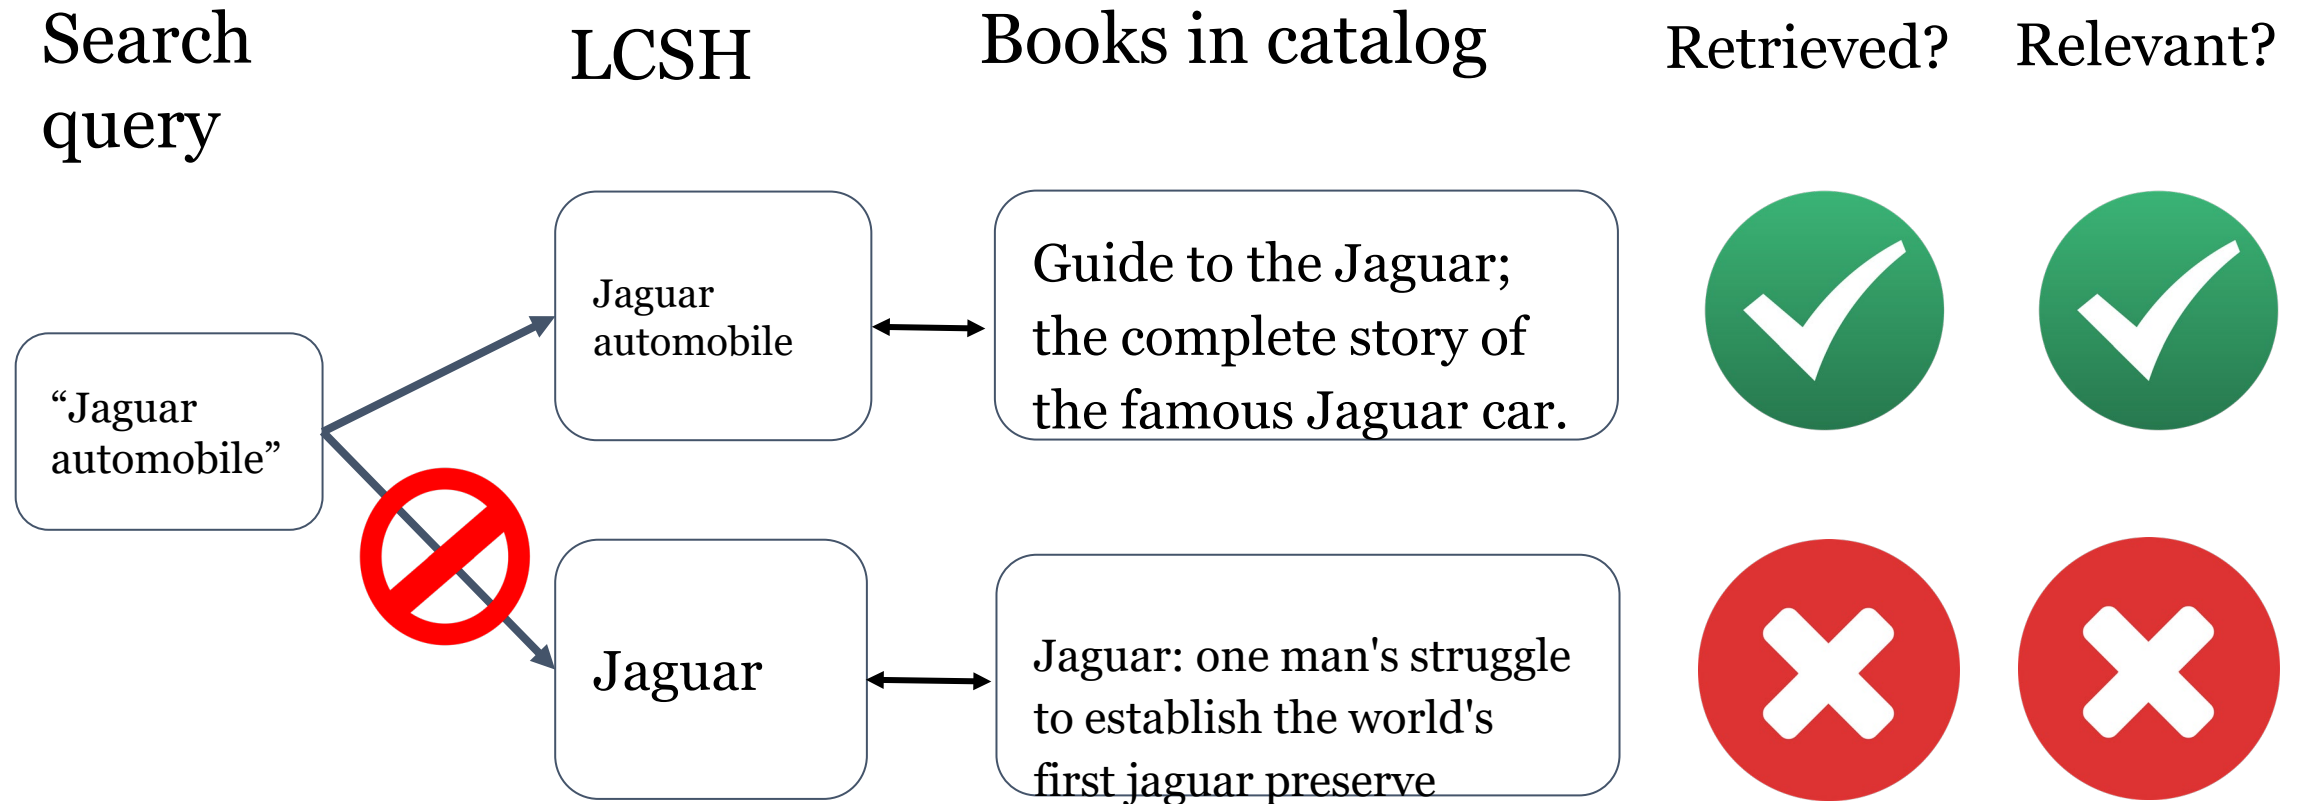 Search
query
LCSH
Books in catalog
Retrieved?
Relevant?
“Jaguar
automobile”
Jaguar
automobile
Guide to the Jaguar;
the complete story of
the famous Jaguar car.
Jaguar
Jaguar: one man's struggle
to establish the world's
first jaguar preserve